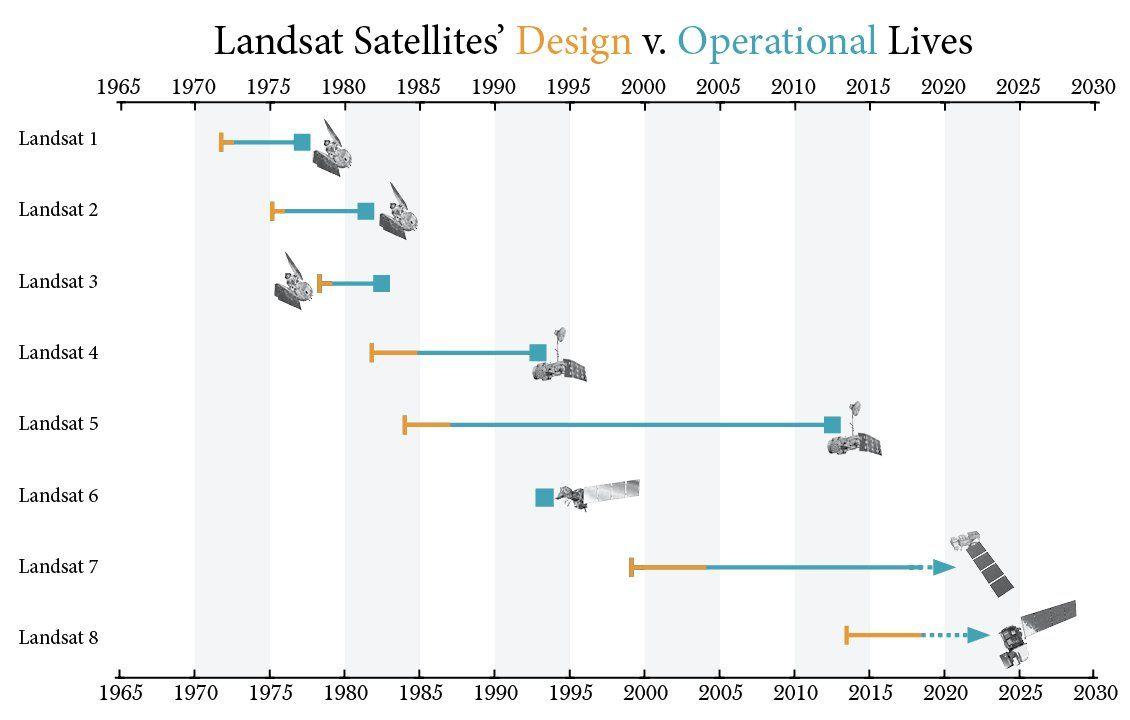 Landsat Satellites’ Design v. Operational Lives
1965 1970 1975 1980 1985 1990 1995 2000 2005 2010 2015 2020 2025 2030
Landsat 1
Landsat 2
Landsat 3
Landsat 4
Landsat 5
Landsat 6
Landsat 7
Landsat 8
1965 1970 1975 1980 1985 1990 1995 2000 2005 2010 2015 2020 2025 2030